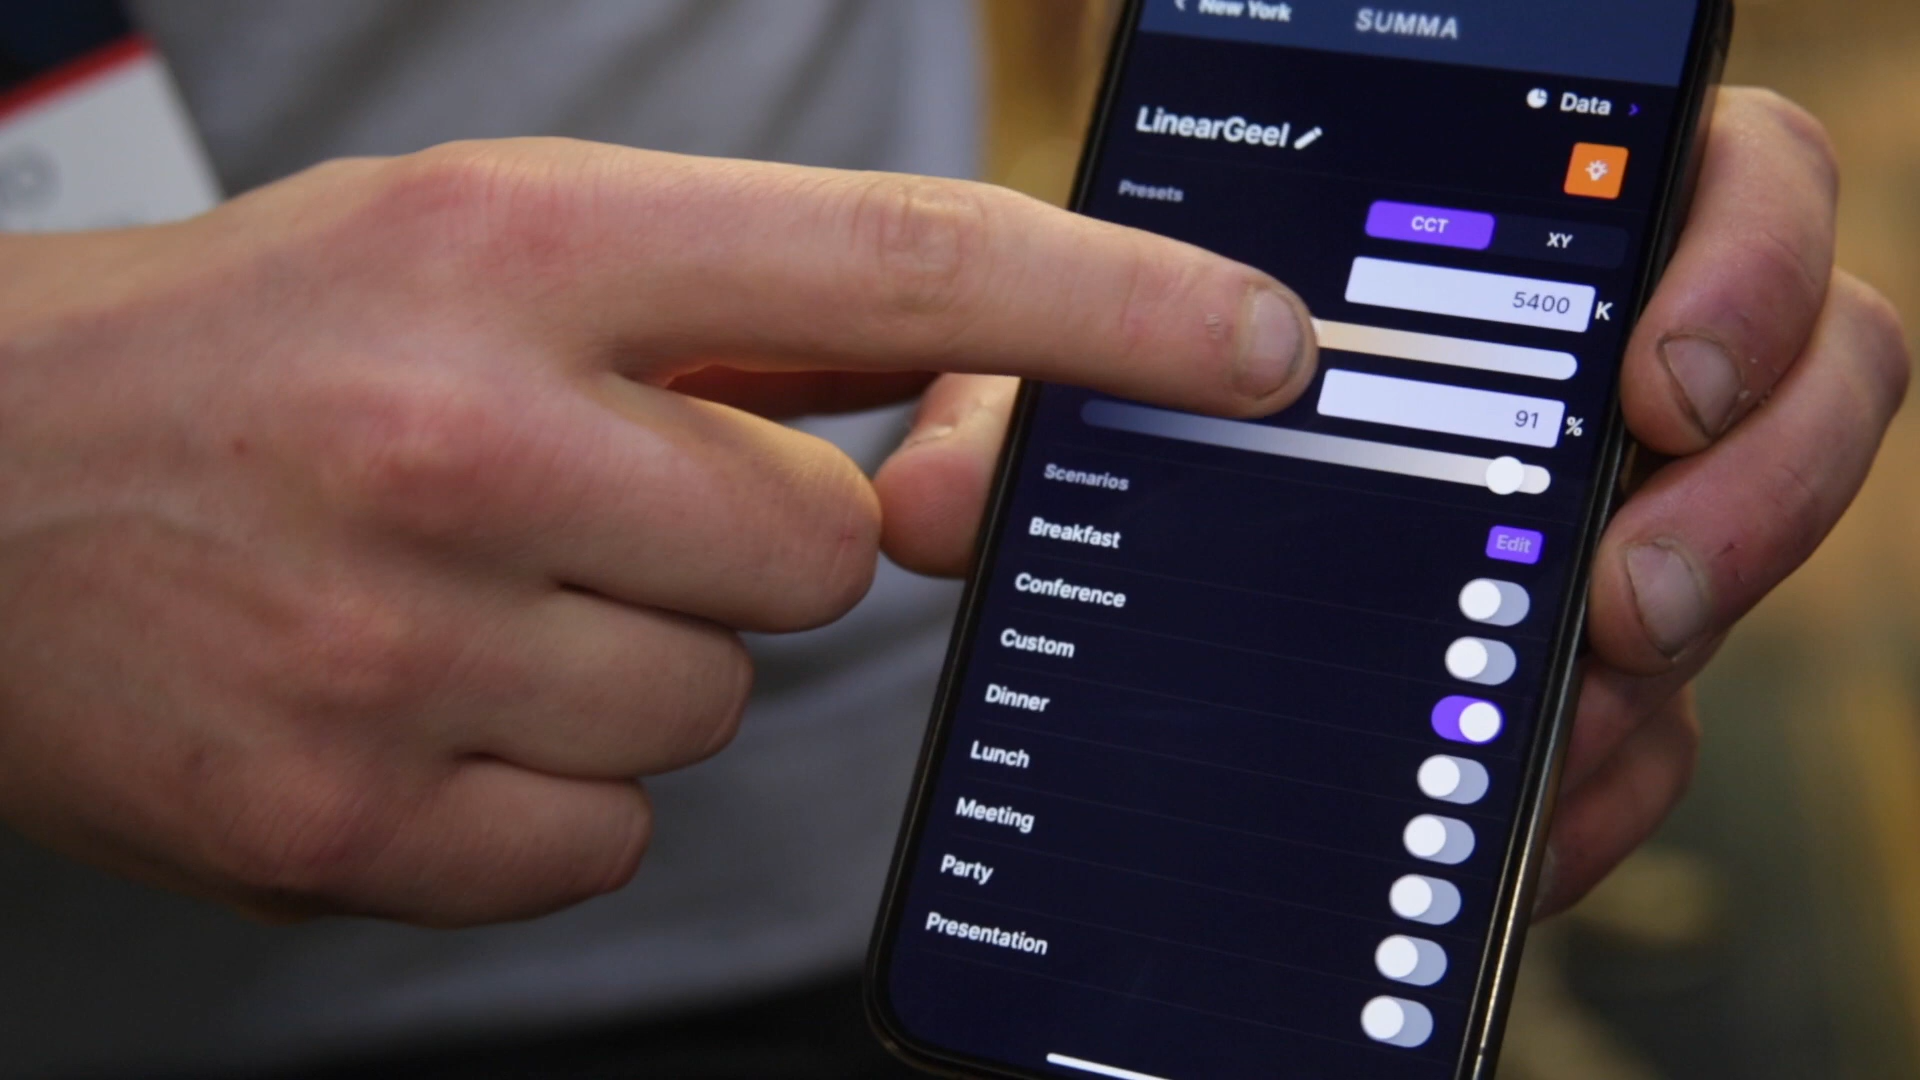 New York SUMMA
Data
LinearGeel
Presets
CCT XY
5400 K
91 %
Scenarios
Edit
Breakfast
Conference
Custom
Dinner
Lunch
Meeting
Party
Presentation